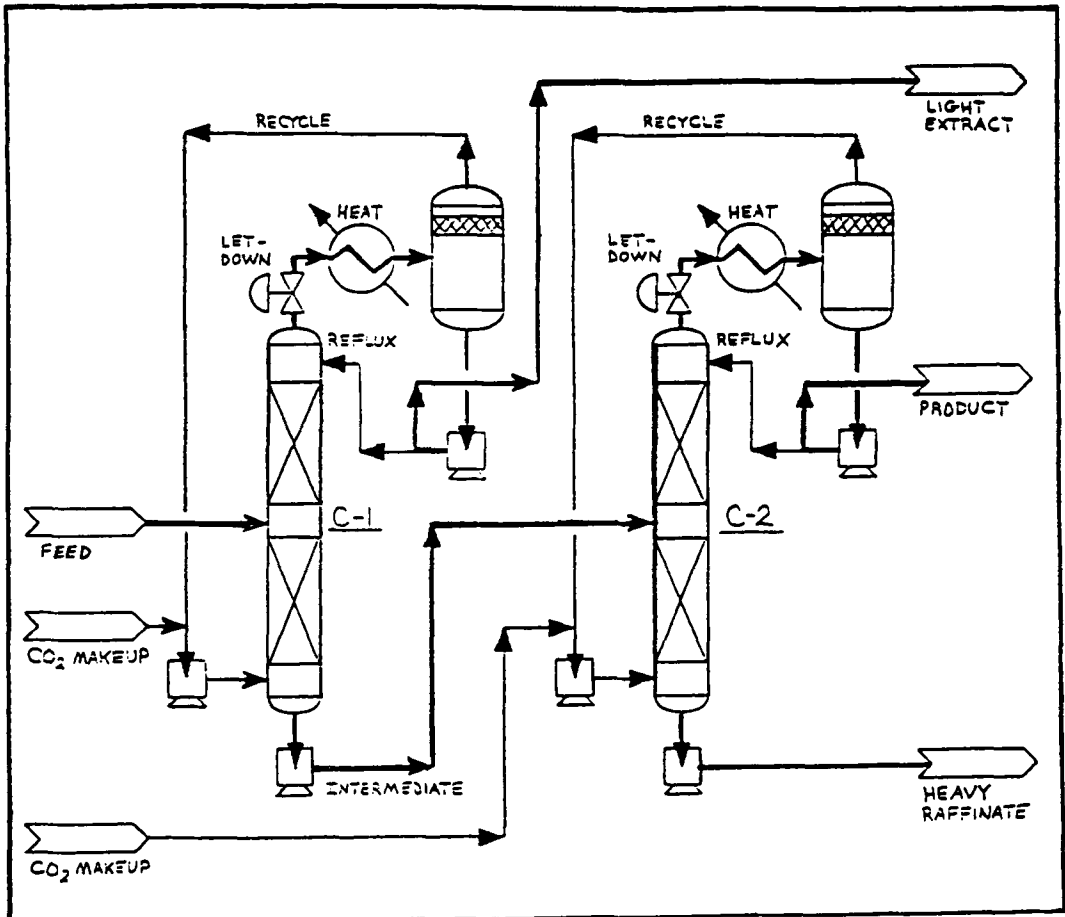 LIGHT
EXTRACT
RECYCLE
RECYCLE
HEAT
HEAT
LET-
DOWN
LET-
DOWN
REFLUX
REFLUX
PRODUCT
C-1
C-2
FEED
CO₂ MAKEUP
INTERMEDIATE
HEAVY
RAFFINATE
CO₂ MAKEUP